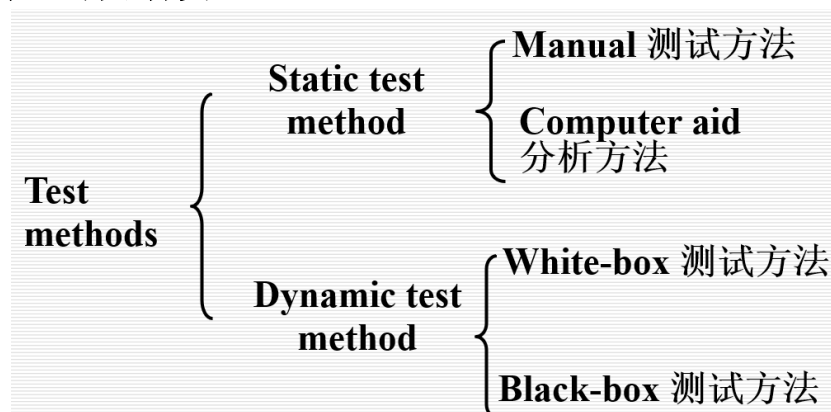 Test
methods
Static test
method
Manual 测试方法
Computer aid
分析方法
Dynamic test
method
White-box 测试方法
Black-box 测试方法